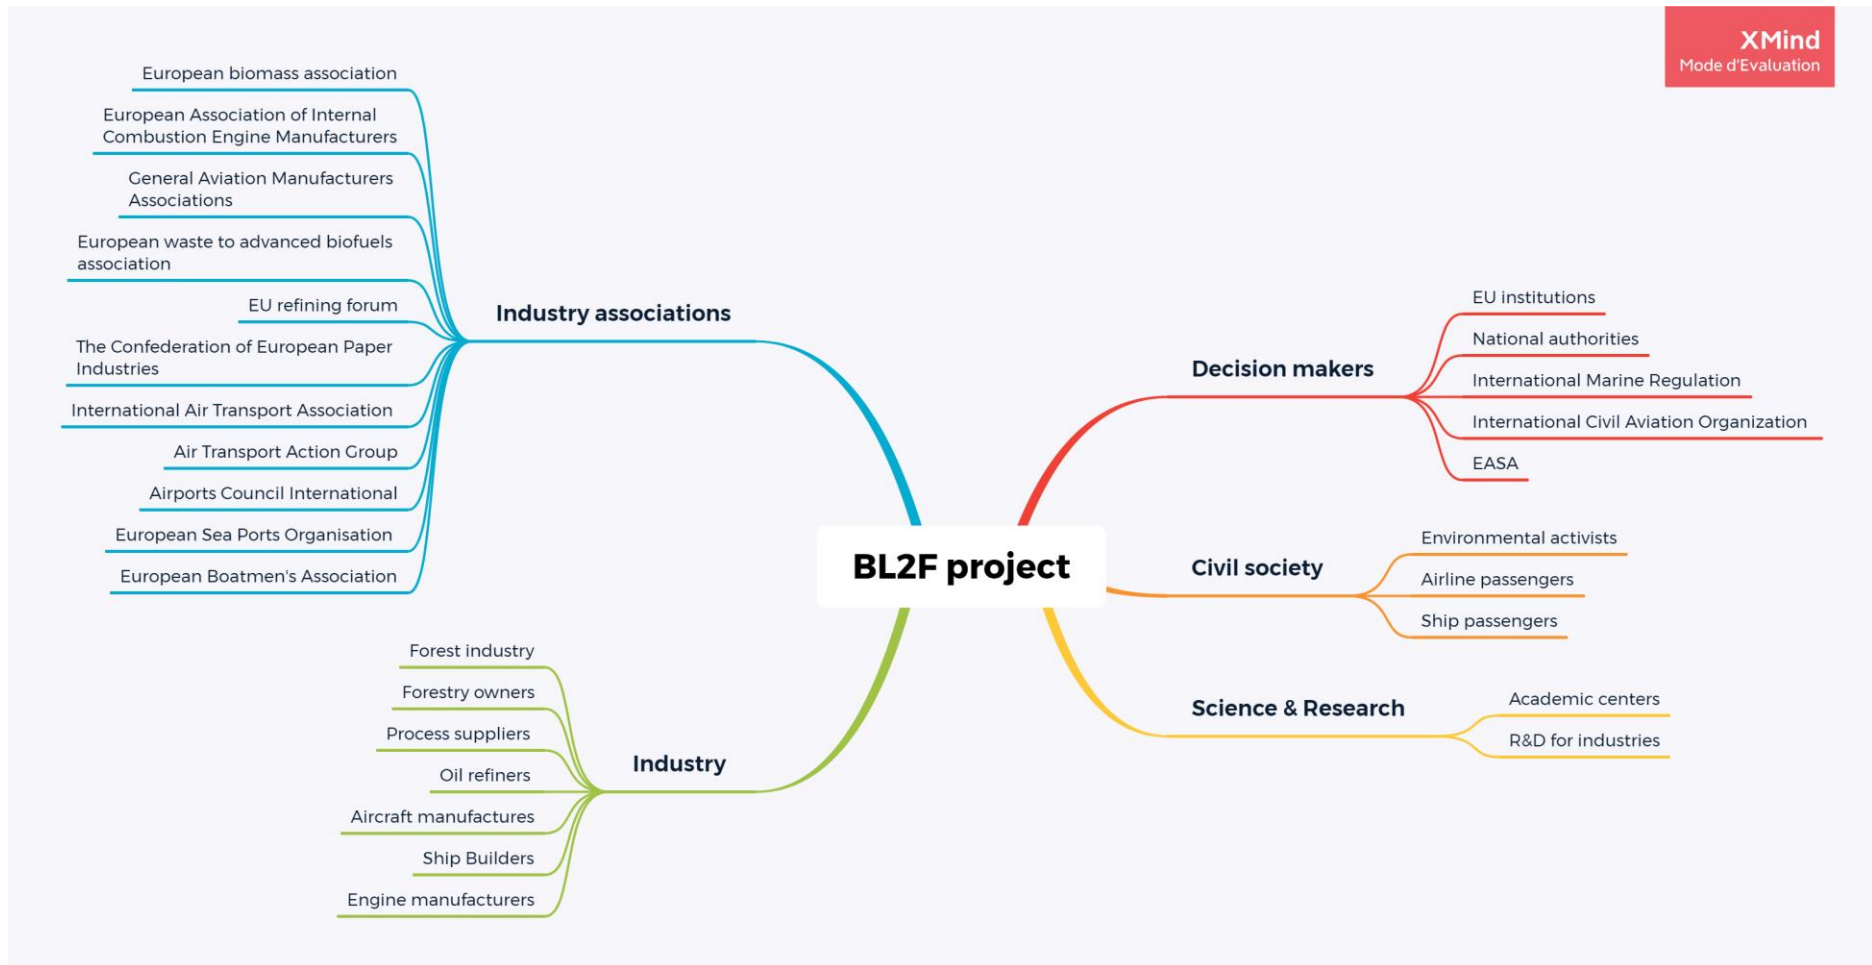 XMind
Mode d'Evaluation
European biomass association
European Association of Internal
Combustion Engine Manufacturers
General Aviation Manufacturers
Associations
European waste to advanced biofuels
association
EU refining forum
The Confederation of European Paper
Industries
International Air Transport Association
Air Transport Action Group
Airports Council International
European Sea Ports Organisation
European Boatmen's Association
Industry associations
Forest industry
Forestry owners
Process suppliers
Oil refiners
Aircraft manufactures
Ship Builders
Engine manufacturers
Industry
BL2F project
Decision makers
EU institutions
National authorities
International Marine Regulation
International Civil Aviation Organization
EASA
Civil society
Environmental activists
Airline passengers
Ship passengers
Science & Research
Academic centers
R&D for industries